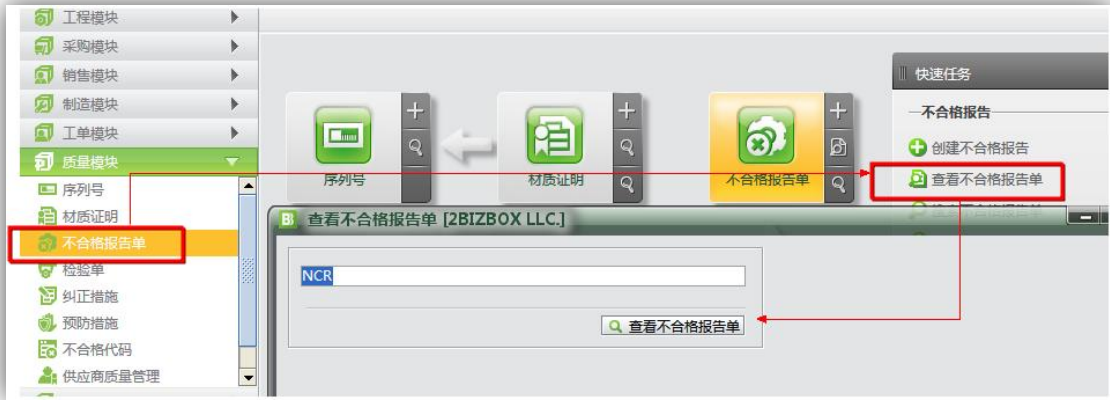 工程模块
采购模块
销售模块
制造模块
工单模块
质量模块
序列号
材质证明
不合格报告单
检验单
纠正措施
预防措施
不合格代码
供应商质量管理
序列号
材质证明
不合格报告单
快速任务
不合格报告
创建不合格报告
查看不合格报告单
查看不合格报告单 [2BIZBOX LLC.]
NCR
查看不合格报告单